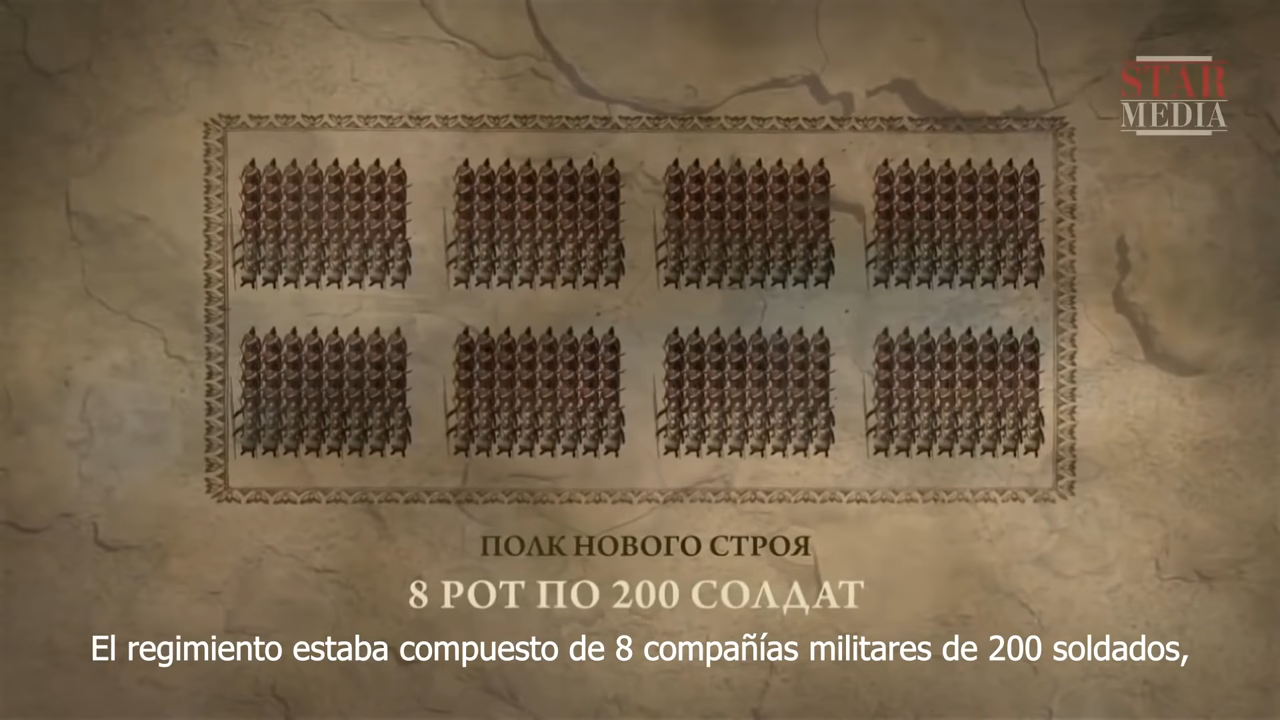 STAR
MEDIA
ПОЛК НОВОГО СТРОЯ
8 РОТ ПО 200 СОЛДАТ
El regimiento estaba compuesto de 8 compañías militares de 200 soldados,